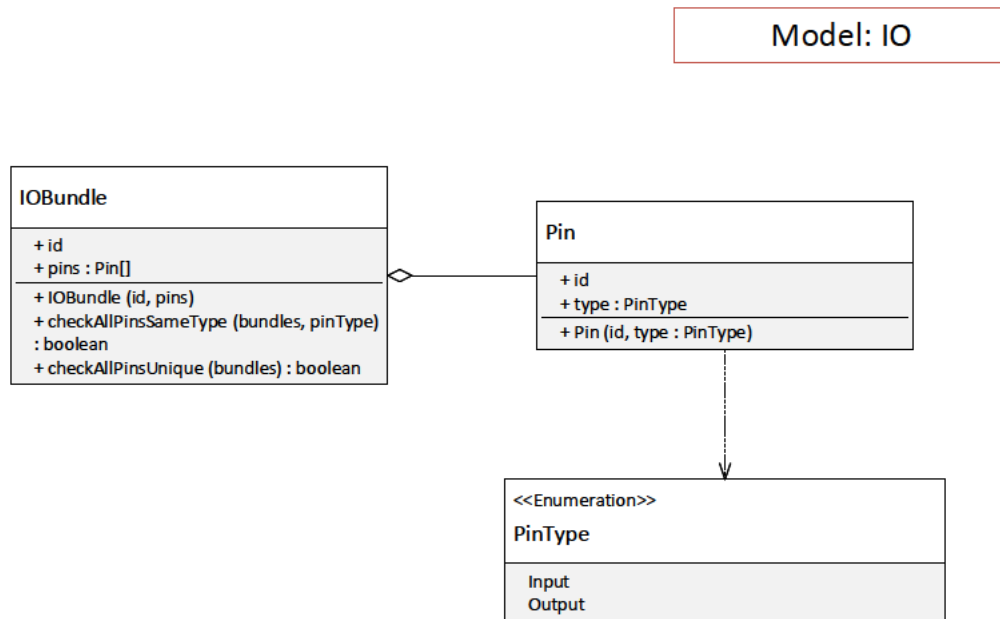 Model: IO
IOBundle
+ id
+ pins : Pin[]
+ IOBundle (id, pins)
+ checkAllPinsSameType (bundles, pinType)
: boolean
+ checkAllPinsUnique (bundles) : boolean
Pin
+ id
+ type : PinType
+ Pin (id, type : PinType)
<<Enumeration>>
PinType
Input
Output